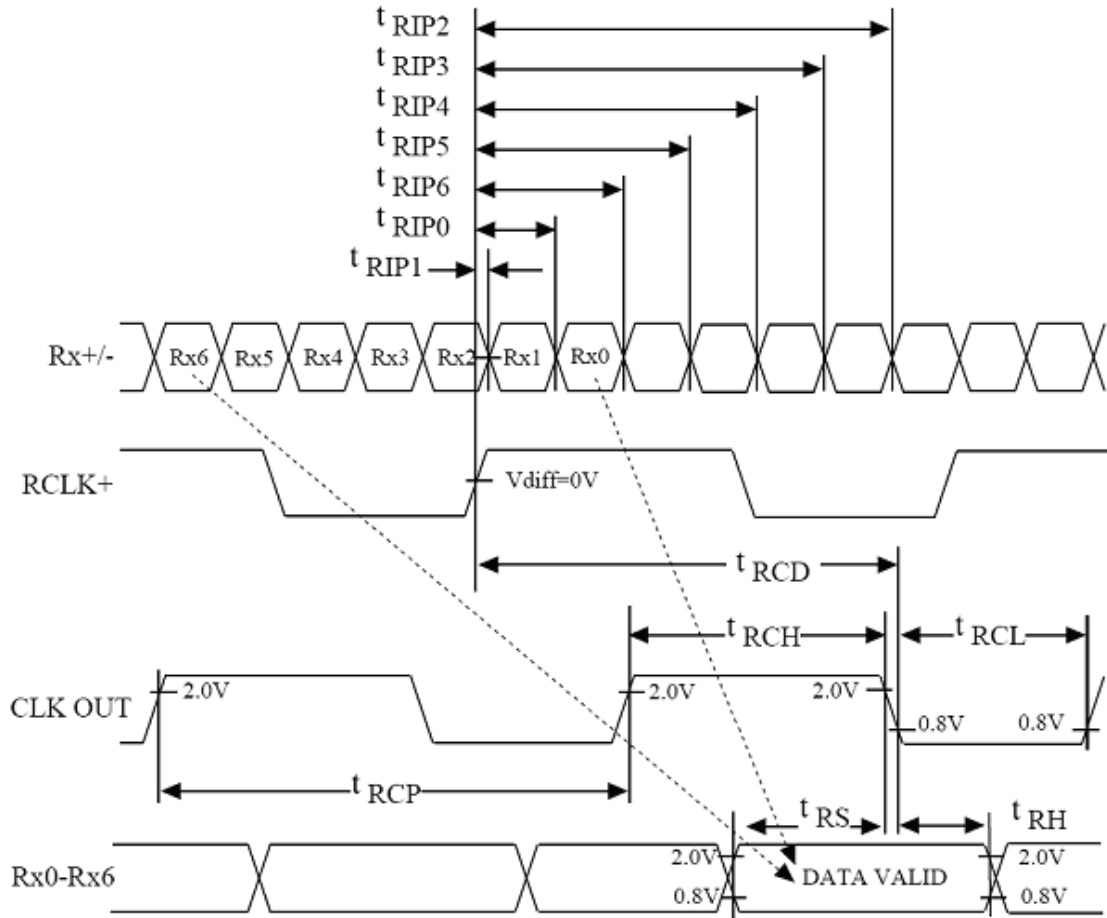 t RIP2
t RIP3
t RIP4
t RIP5
t RIP6
t RIP0
t RIP1
Rx+/- Rx6 Rx5 Rx4 Rx3 Rx2 Rx1 Rx0
RCLK+ Vdiff=0V
t RCD
t RCH t RCL
CLK OUT 2.0V 2.0V 2.0V 0.8V 0.8V
t RCP
t RS t RH
Rx0-Rx6 2.0V DATA VALID 2.0V
0.8V 0.8V